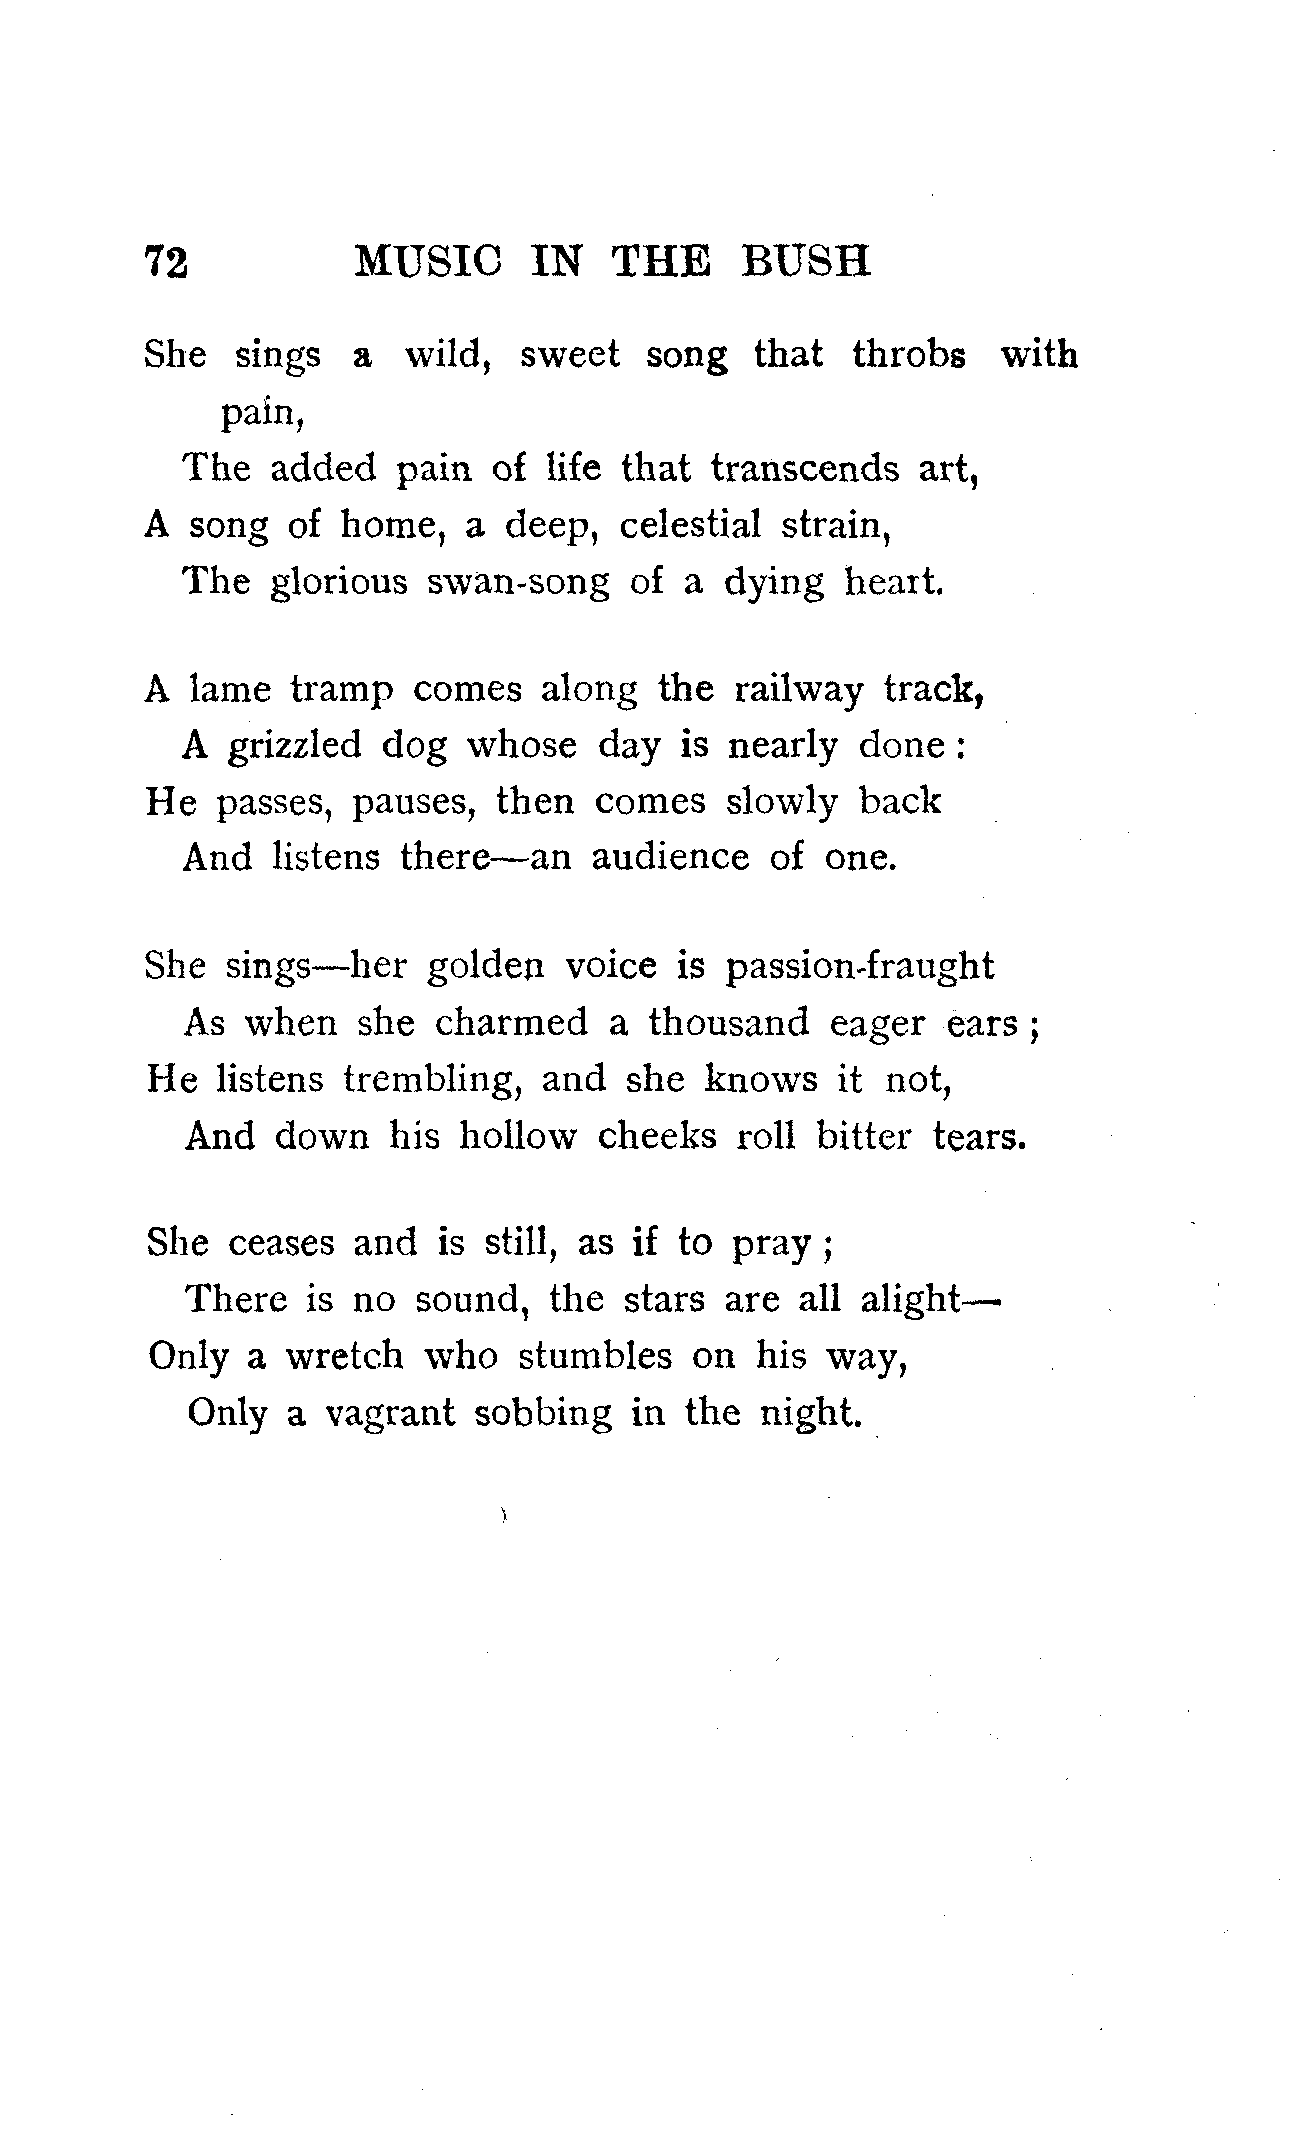 72 MUSIC IN THE BUSH
She sings a wild, sweet song that throbs with
pain,
The added pain of life that transcends art,
A song of home, a deep, celestial strain,
The glorious swan-song of a dying heart.
A lame tramp comes along the railway track,
A grizzled dog whose day is nearly done :
He passes, pauses, then comes slowly back
And listens there—an audience of one.
She sings—her golden voice is passion-fraught
As when she charmed a thousand eager ears ;
He listens trembling, and she knows it not,
And down his hollow cheeks roll bitter tears.
She ceases and is still, as if to pray ;
There is no sound, the stars are all alight—
Only a wretch who stumbles on his way,
Only a vagrant sobbing in the night.